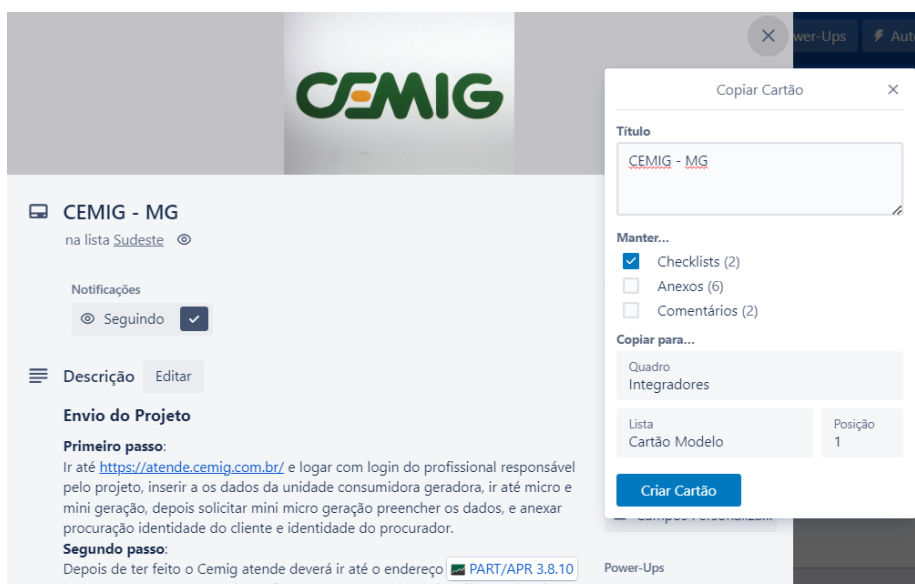 CEMIG
wer-Ups
Aut
Copiar Cartão
Título
CEMIG - MG
Manter...
Checklists (2)
Anexos (6)
Comentários (2)
Copiar para...
Quadro
Integradores
Lista
Cartão Modelo
Posição
1
Criar Cartão
CEMIG - MG
na lista Sudeste
Notificações
Seguindo
Descrição Editar
Envio do Projeto
Primeiro passo:
Ir até https://atende.cemig.com.br/ e logar com login do profissional responsável
pelo projeto, inserir a os dados da unidade consumidora geradora, ir até micro e
mini geração, depois solicitar mini micro geração preencher os dados, e anexar
procuração identidade do cliente e identidade do procurador.
Segundo passo:
Depois de ter feito o Cemig atende deverá ir até o endereço PART/APR 3.8.10
Campos Personaliza...
Power-Ups